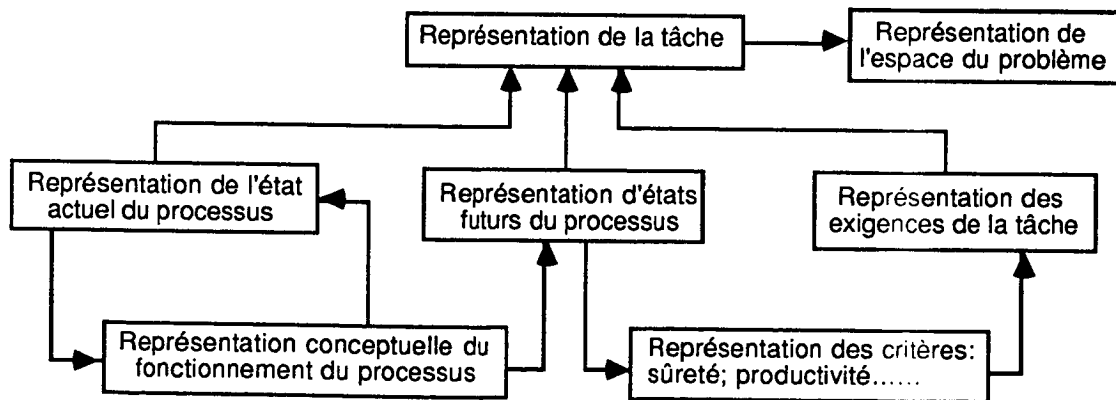 Représentation de la tâche
Représentation de
l'espace du problème
Représentation de l'état
actuel du processus
Représentation d'états
futurs du processus
Représentation des
exigences de la tâche
Représentation conceptuelle du
fonctionnement du processus
Représentation des critères:
sûreté; productivité......